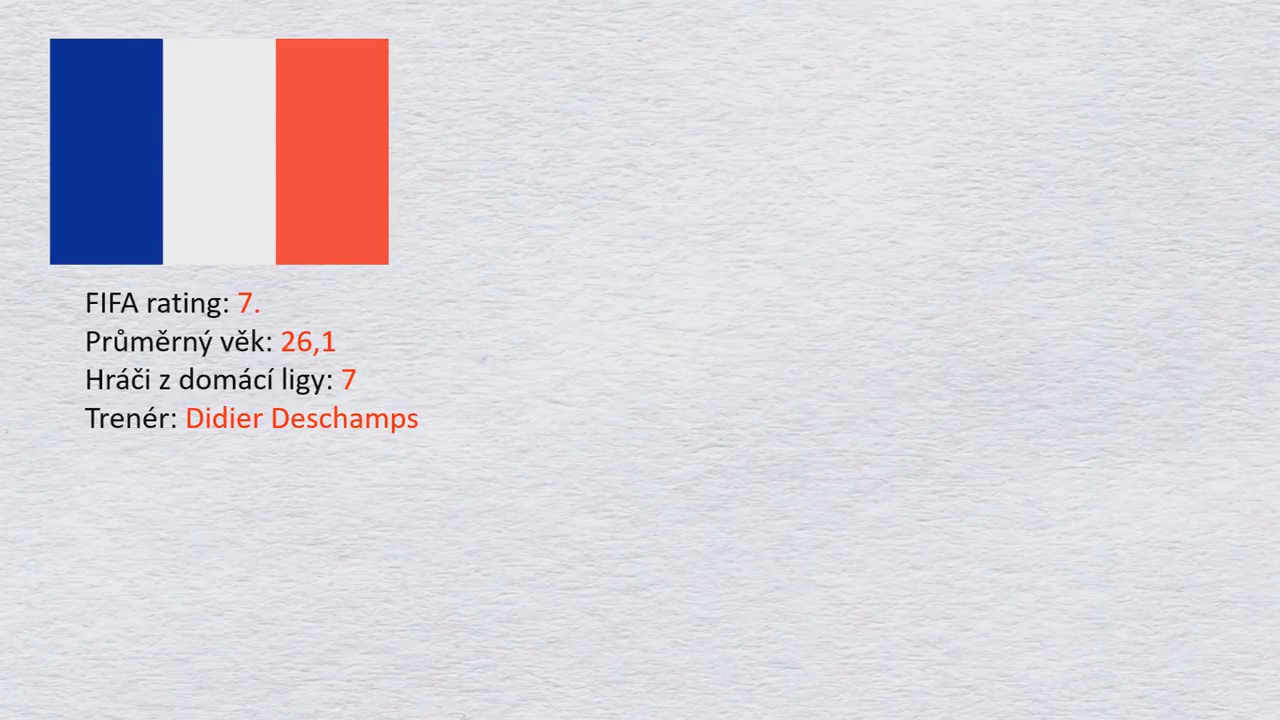 FIFA rating: 7.
Průměrný věk: 26,1
Hráči z domácí ligy: 7
Trenér: Didier Deschamps